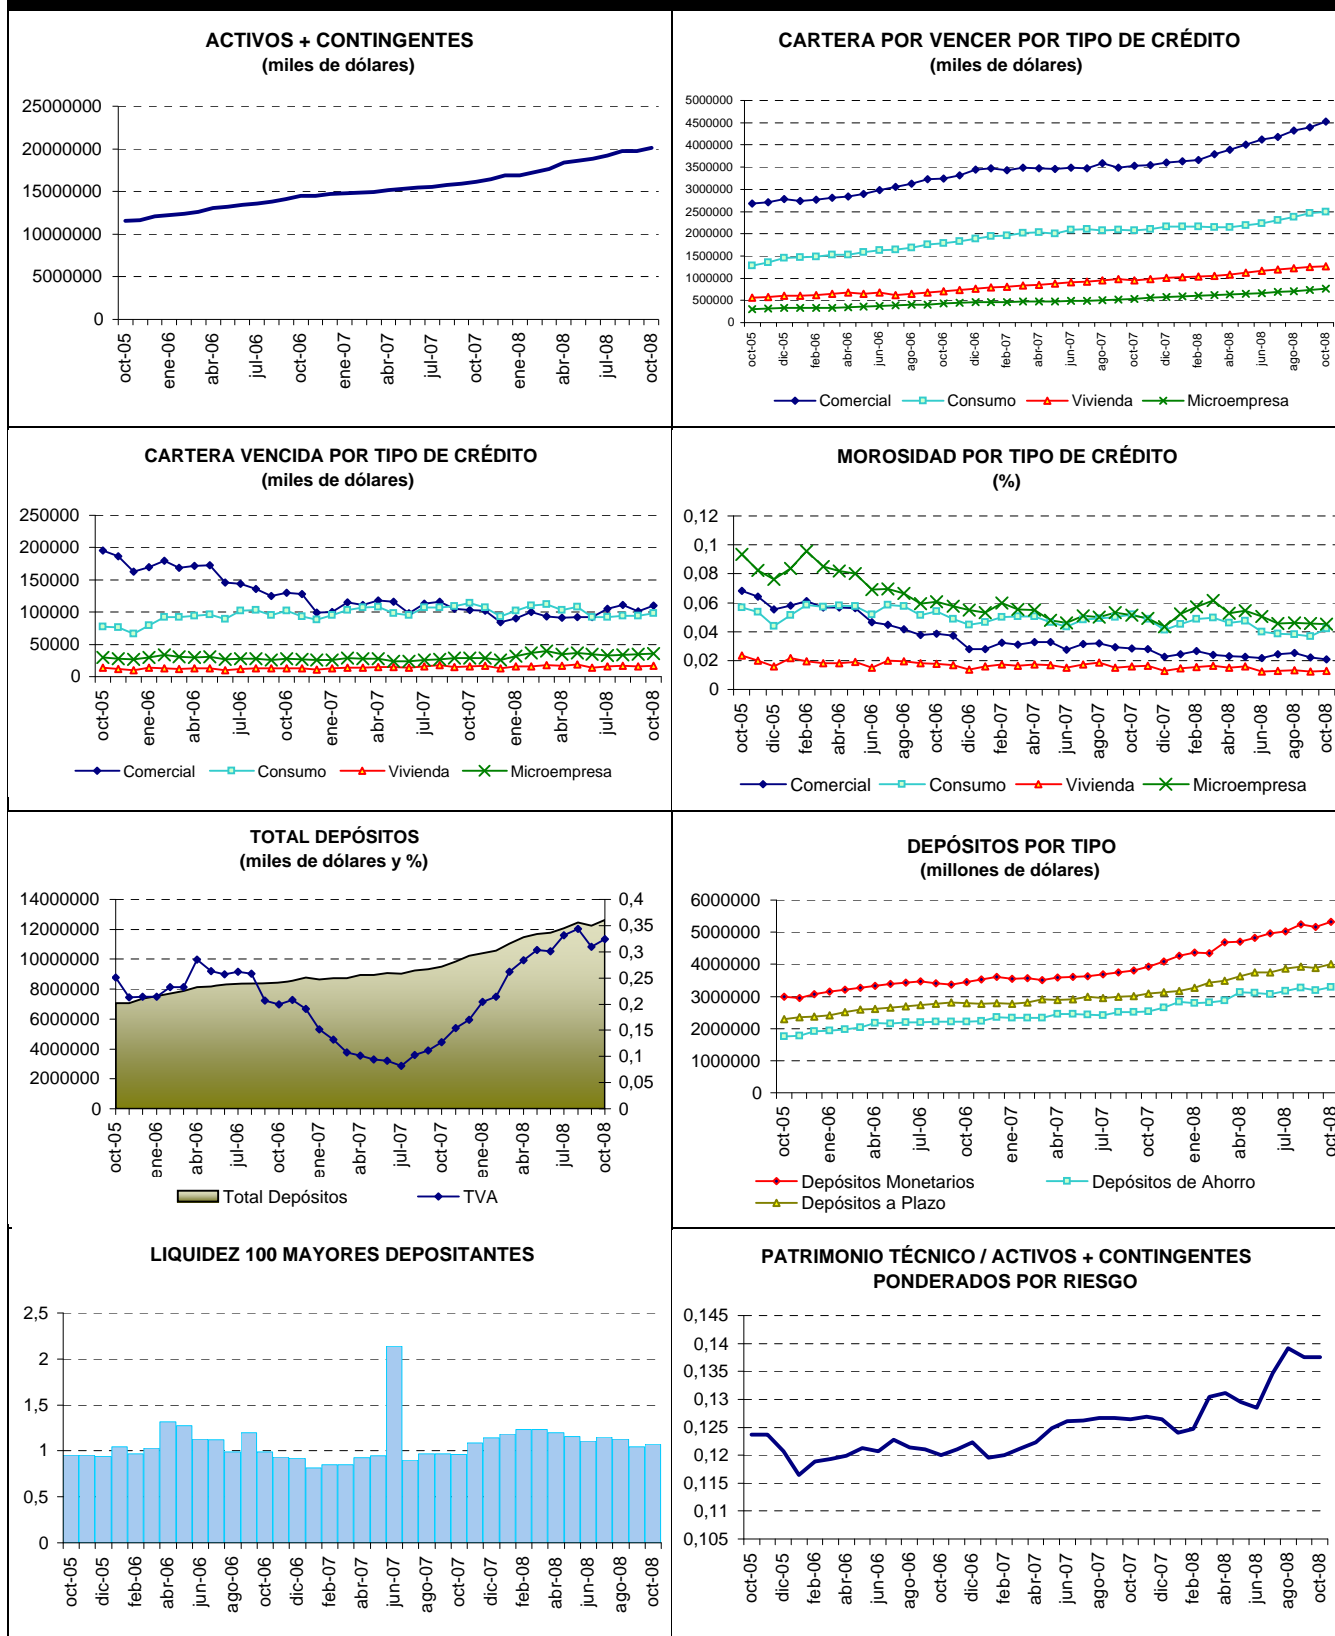 ACTIVOS + CONTINGENTES
(miles de dólares)
25000000
20000000
15000000
10000000
5000000
0
oct-05
ene-06
abr-06
jul-06
oct-06
ene-07
abr-07
jul-07
oct-07
ene-08
abr-08
jul-08
oct-08
CARTERA POR VENCER POR TIPO DE CRÉDITO
(miles de dólares)
5000000
4500000
4000000
3500000
3000000
2500000
2000000
1500000
1000000
500000
0
oct-05
dic-05
feb-06
abr-06
jun-06
ago-06
oct-06
dic-06
feb-07
abr-07
jun-07
ago-07
oct-07
dic-07
feb-08
abr-08
jun-08
ago-08
oct-08
Comercial Consumo Vivienda Microempresa
CARTERA VENCIDA POR TIPO DE CRÉDITO
(miles de dólares)
250000
200000
150000
100000
50000
0
oct-05
ene-06
abr-06
jul-06
oct-06
ene-07
abr-07
jul-07
oct-07
ene-08
abr-08
jul-08
oct-08
Comercial Consumo Vivienda Microempresa
MOROSIDAD POR TIPO DE CRÉDITO
(%)
0,12
0,1
0,08
0,06
0,04
0,02
0
oct-05
dic-05
feb-06
abr-06
jun-06
ago-06
oct-06
dic-06
feb-07
abr-07
jun-07
ago-07
oct-07
dic-07
feb-08
abr-08
jun-08
ago-08
oct-08
Comercial Consumo Vivienda Microempresa
TOTAL DEPÓSITOS
(miles de dólares y %)
14000000
12000000
10000000
8000000
6000000
4000000
2000000
0
0,4
0,35
0,3
0,25
0,2
0,15
0,1
0,05
0
oct-05
ene-06
abr-06
jul-06
oct-06
ene-07
abr-07
jul-07
oct-07
ene-08
abr-08
jul-08
oct-08
Total Depósitos TVA
DEPÓSITOS POR TIPO
(millones de dólares)
6000000
5000000
4000000
3000000
2000000
1000000
0
oct-05
ene-06
abr-06
jul-06
oct-06
ene-07
abr-07
jul-07
oct-07
ene-08
abr-08
jul-08
oct-08
Depósitos Monetarios Depósitos de Ahorro
Depósitos a Plazo
LIQUIDEZ 100 MAYORES DEPOSITANTES
2,5
2
1,5
1
0,5
0
oct-05
dic-05
feb-06
abr-06
jun-06
ago-06
oct-06
dic-06
feb-07
abr-07
jun-07
ago-07
oct-07
dic-07
feb-08
abr-08
jun-08
ago-08
oct-08
PATRIMONIO TÉCNICO / ACTIVOS + CONTINGENTES
PONDERADOS POR RIESGO
0,145
0,14
0,135
0,13
0,125
0,12
0,115
0,11
0,105
oct-05
dic-05
feb-06
abr-06
jun-06
ago-06
oct-06
dic-06
feb-07
abr-07
jun-07
ago-07
oct-07
dic-07
feb-08
abr-08
jun-08
ago-08
oct-08